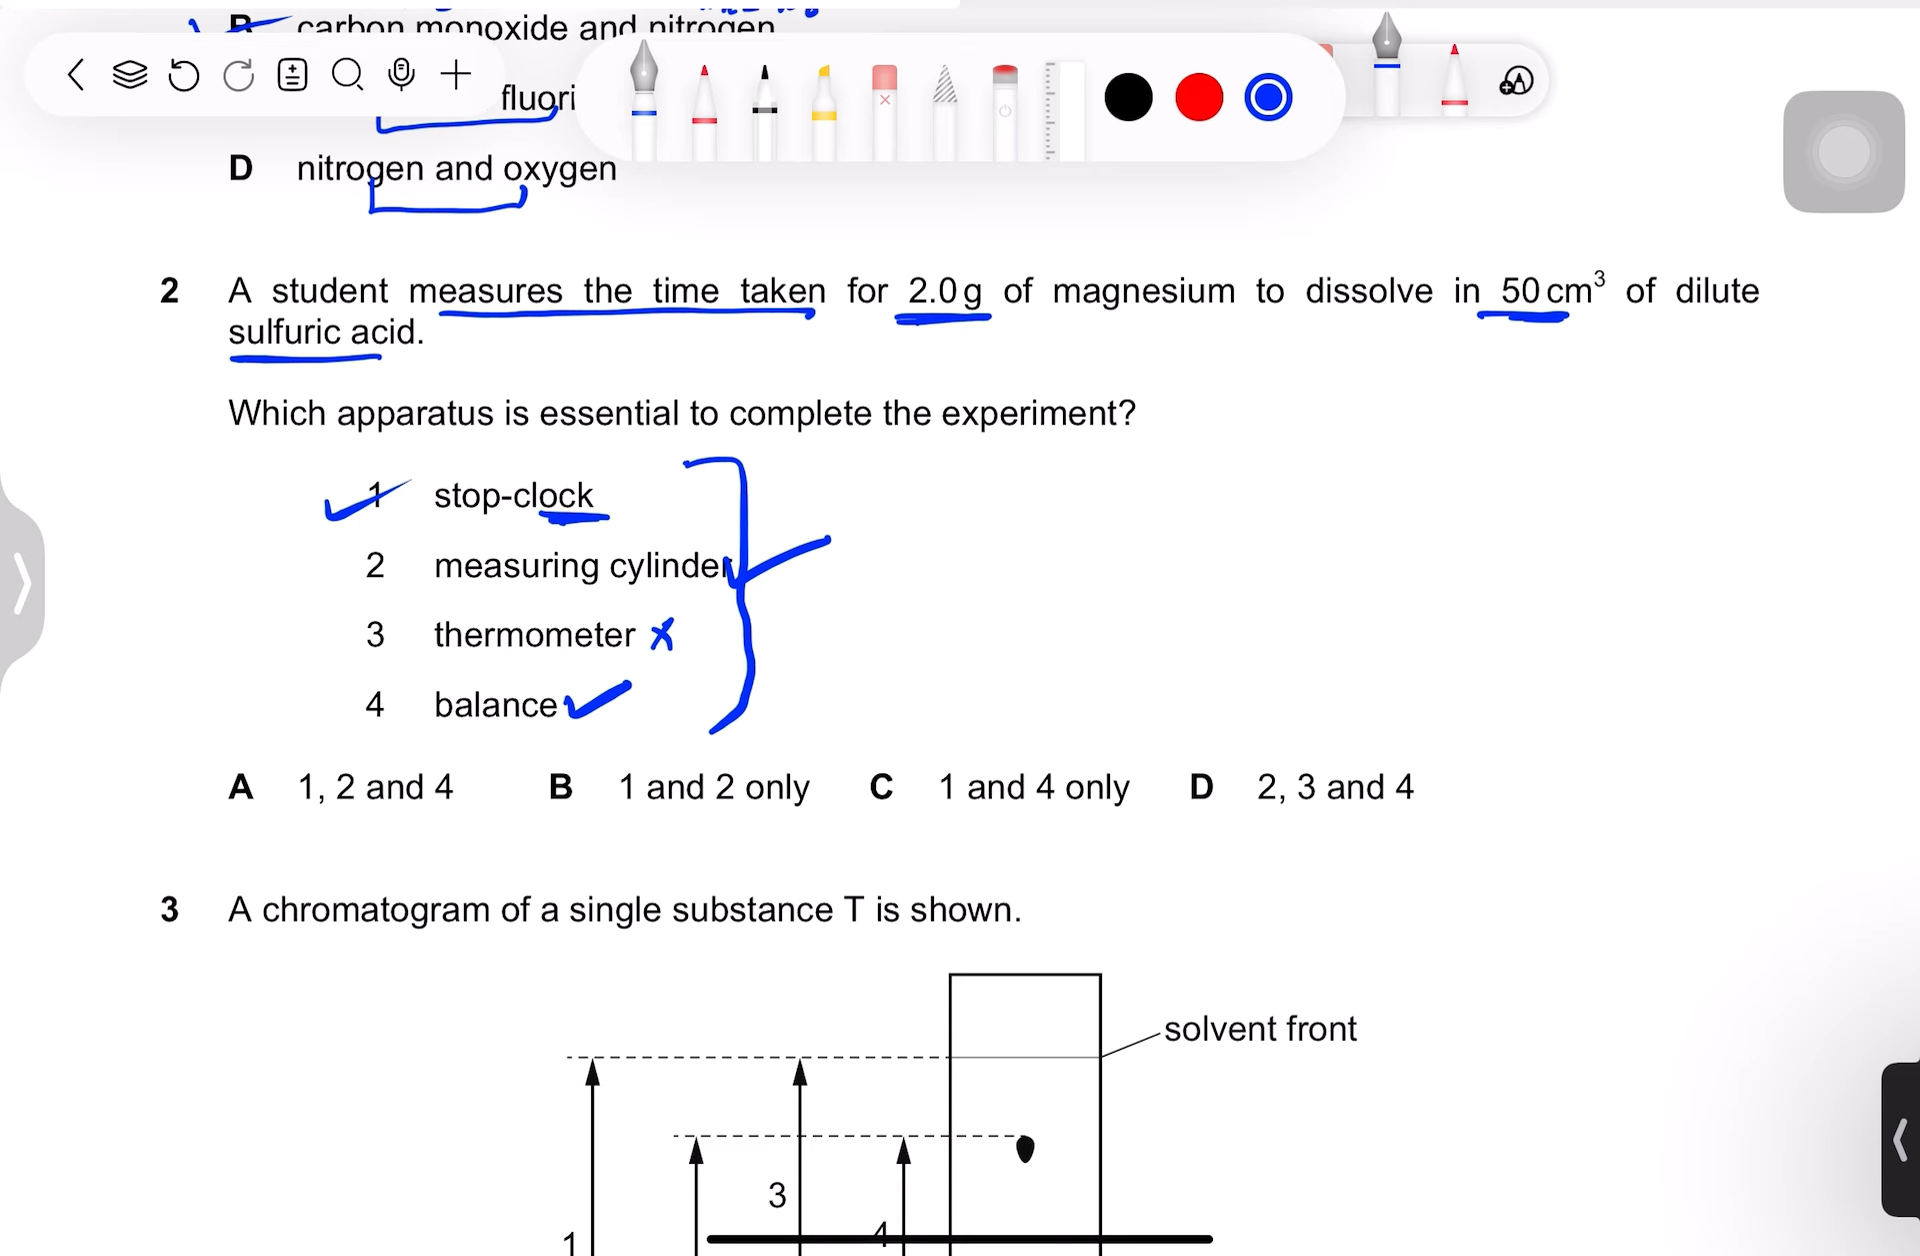 B carbon monoxide and nitrogen
fluori
D nitrogen and oxygen
2 A student measures the time taken for 2.0 g of magnesium to dissolve in 50 cm³ of dilute
sulfuric acid.
Which apparatus is essential to complete the experiment?
1 stop-clock
2 measuring cylinder
3 thermometer
4 balance
A 1, 2 and 4 B 1 and 2 only C 1 and 4 only D 2, 3 and 4
3 A chromatogram of a single substance T is shown.
solvent front
3
4
1